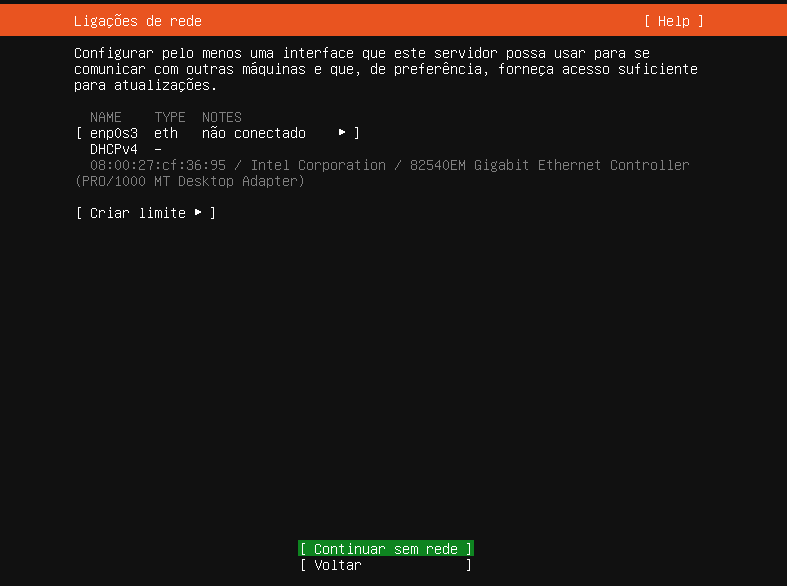 Ligações de rede [ Help ]
Configurar pelo menos uma interface que este servidor possa usar para se
comunicar com outras máquinas e que, de preferência, forneça acesso suficiente
para atualizações.
NAME TYPE NOTES
[ enp0s3 eth não conectado ▸ ]
DHCPv4 –
08:00:27:cf:36:95 / Intel Corporation / 82540EM Gigabit Ethernet Controller
(PRO/1000 MT Desktop Adapter)
[ Criar limite ▸ ]
[ Continuar sem rede ]
[ Voltar ]